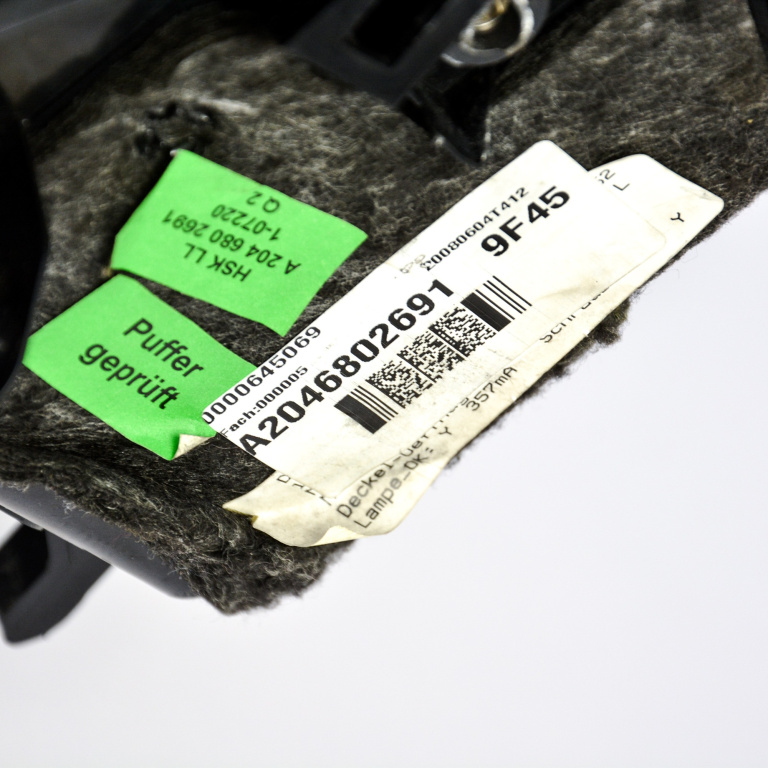 HSK LL
A 204 680 2691
1-07220
Q 2
Puffer
geprüft
20080604T412
9F45
0000645069
Fach:000005
A2046802691
L
Y
Lampe_OK: Y 357mA